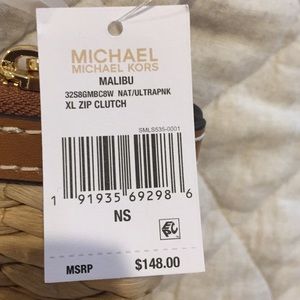 MICHAEL
MICHAEL KORS
MALIBU
32S8GMBC8W NAT/ULTRAPNK
XL ZIP CLUTCH
SMLS535-0001
1 91935 69298 6
NS
MSRP $148.00